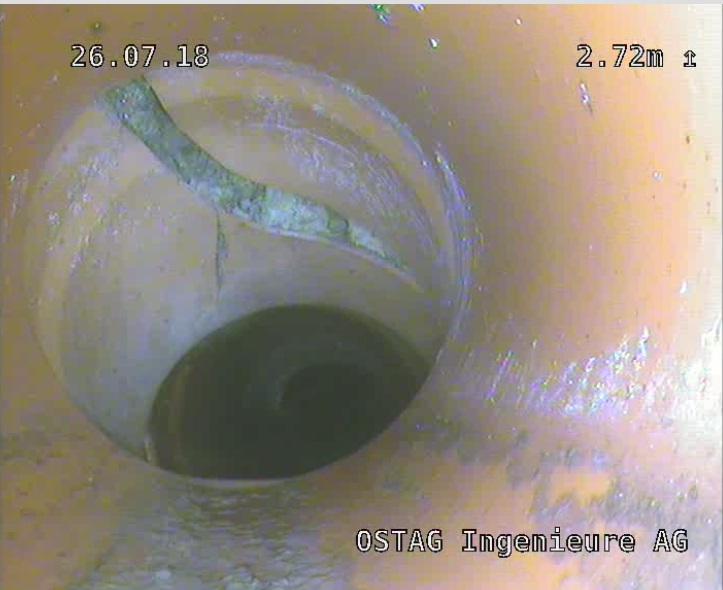 26.07.18 2.72m ↥
OSTAG Ingenieure AG